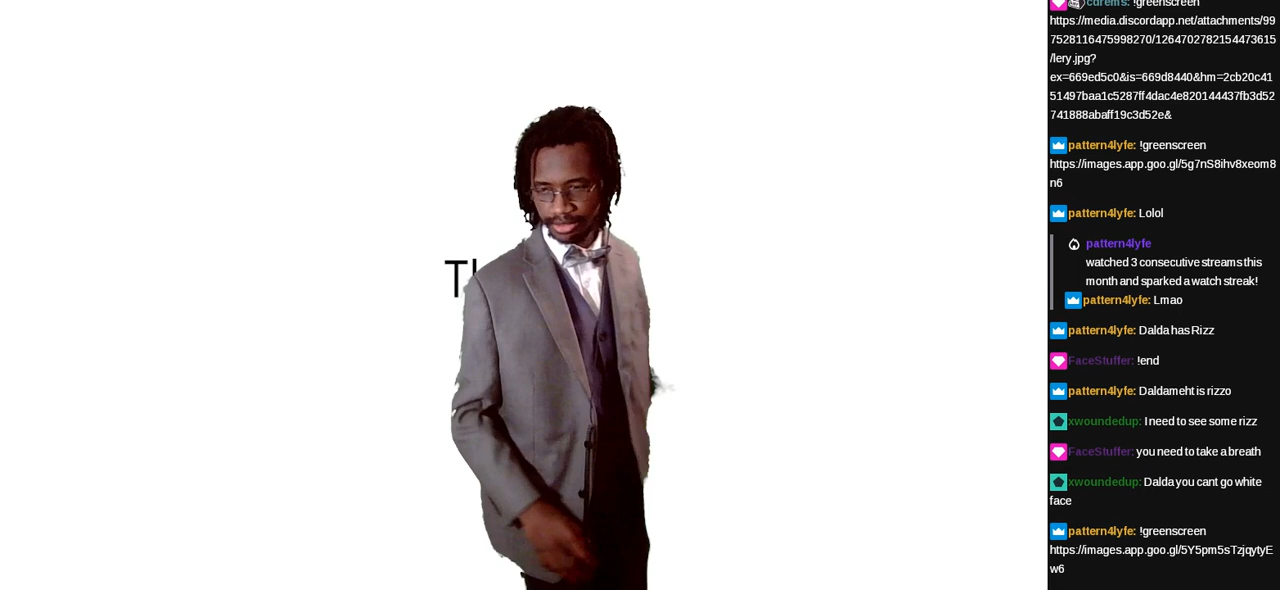 Th
cdrems: !greenscreen
https://media.discordapp.net/attachments/99
7528116475998270/1264702782154473615
/lery.jpg?
ex=669ed5c0&is=669d8440&hm=2cb20c41
51497baa1c5287ff4dac4e820144437fb3d52
741888abaff19c3d52e&
pattern4lyfe: !greenscreen
https://images.app.goo.gl/5g7nS8ihv8xeom8
n6
pattern4lyfe: Lolol
pattern4lyfe
watched 3 consecutive streams this
month and sparked a watch streak!
pattern4lyfe: Lmao
pattern4lyfe: Dalda has Rizz
FaceStuffer: !end
pattern4lyfe: Daldameht is rizzo
xwoundedup: I need to see some rizz
FaceStuffer: you need to take a breath
xwoundedup: Dalda you cant go white
face
pattern4lyfe: !greenscreen
https://images.app.goo.gl/5Y5pm5sTzjqytyE
w6